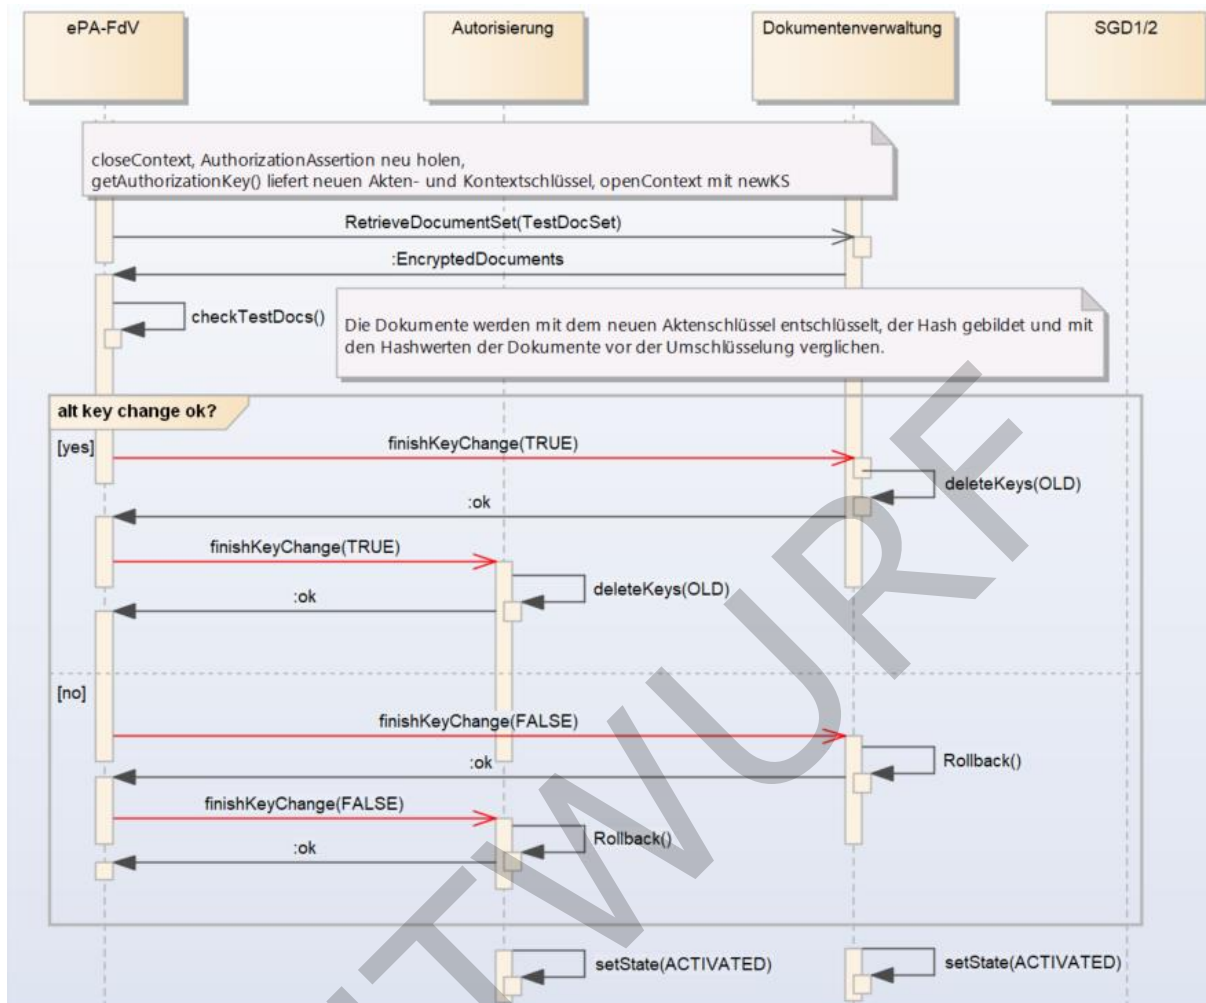 ePA-FdV
Autorisierung
Dokumentenverwaltung
SGD1/2
closeContext, AuthorizationAssertion neu holen,
getAuthorizationKey() liefert neuen Akten- und Kontextschlüssel, openContext mit newKS
RetrieveDocumentSet(TestDocSet)
:EncryptedDocuments
checkTestDocs()
Die Dokumente werden mit dem neuen Aktenschlüssel entschlüsselt, der Hash gebildet und mit
den Hashwerten der Dokumente vor der Umschlüsselung verglichen.
alt key change ok?
[yes]
finishKeyChange(TRUE)
deleteKeys(OLD)
:ok
finishKeyChange(TRUE)
deleteKeys(OLD)
:ok
[no]
finishKeyChange(FALSE)
Rollback()
:ok
finishKeyChange(FALSE)
Rollback()
:ok
setState(ACTIVATED)
setState(ACTIVATED)
NTWURF